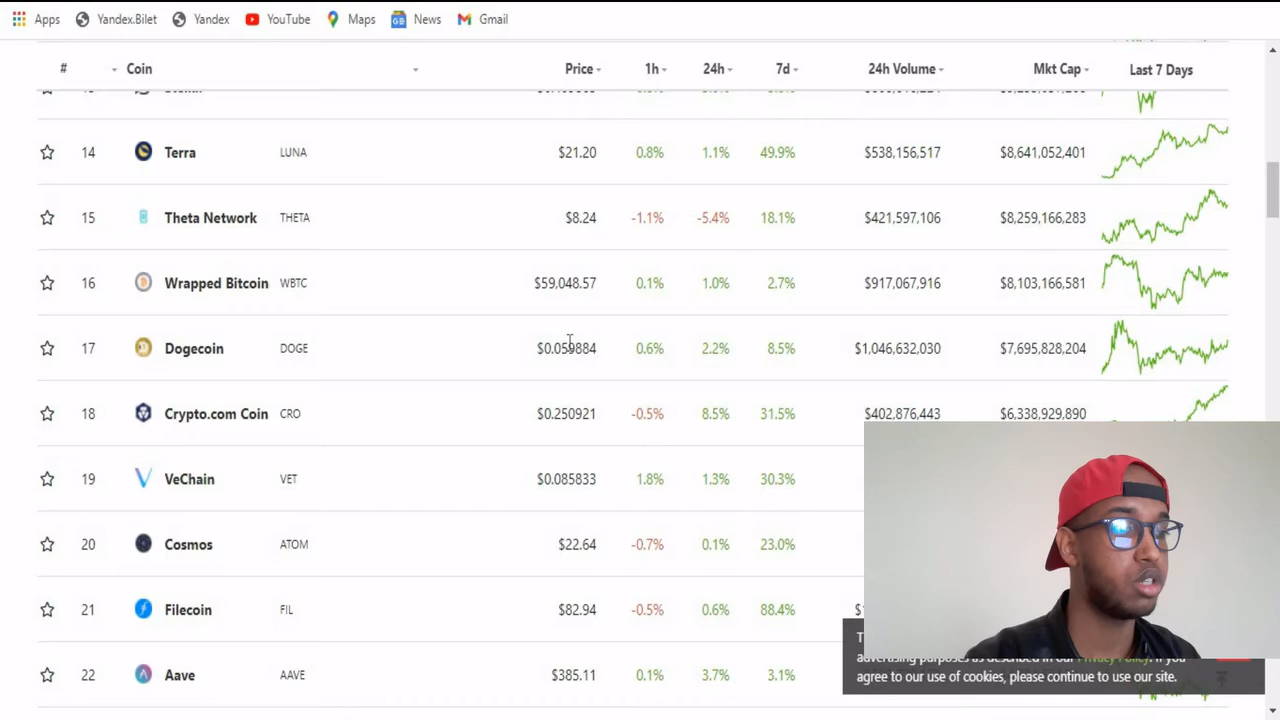 Apps Yandex.Bilet Yandex YouTube Maps News Gmail
# Coin Price 1h 24h 7d 24h Volume Mkt Cap Last 7 Days
14 Terra LUNA $21.20 0.8% 1.1% 49.9% $538,156,517 $8,641,052,401
15 Theta Network THETA $8.24 -1.1% -5.4% 18.1% $421,597,106 $8,259,166,283
16 Wrapped Bitcoin WBTC $59,048.57 0.1% 1.0% 2.7% $917,067,916 $8,103,166,581
17 Dogecoin DOGE $0.059884 0.6% 2.2% 8.5% $1,046,632,030 $7,695,828,204
18 Crypto.com Coin CRO $0.250921 -0.5% 8.5% 31.5% $402,876,443 $6,338,929,890
19 VeChain VET $0.085833 1.8% 1.3% 30.3%
20 Cosmos ATOM $22.64 -0.7% 0.1% 23.0%
21 Filecoin FIL $82.94 -0.5% 0.6% 88.4%
22 Aave AAVE $385.11 0.1% 3.7% 3.1%
as described in our Privacy Policy. If you
agree to our use of cookies, please continue to use our site.